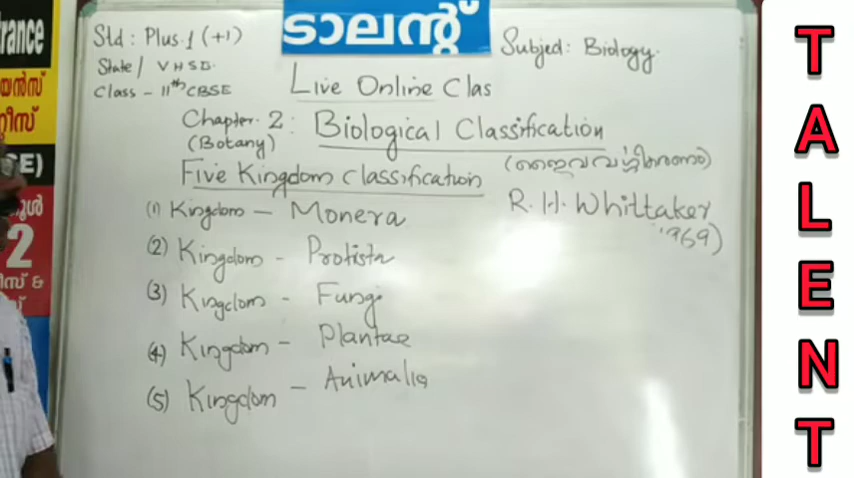 ടാലന്റ്
Std : Plus.1 (+1)
State / VHSE
Class - 11th CBSE
Subject: Biology.
Live Online Clas
Chapter. 2 : Biological Classification
(Botany)
Five Kingdom Classification
R. H. Whittaker
1969)
(1) Kingdom - Monera
(2) Kingdom - Protista
(3) Kingdom - Fungi
(4) Kingdom - Plantae
(5) Kingdom - Animalia
rance
2
TALENT